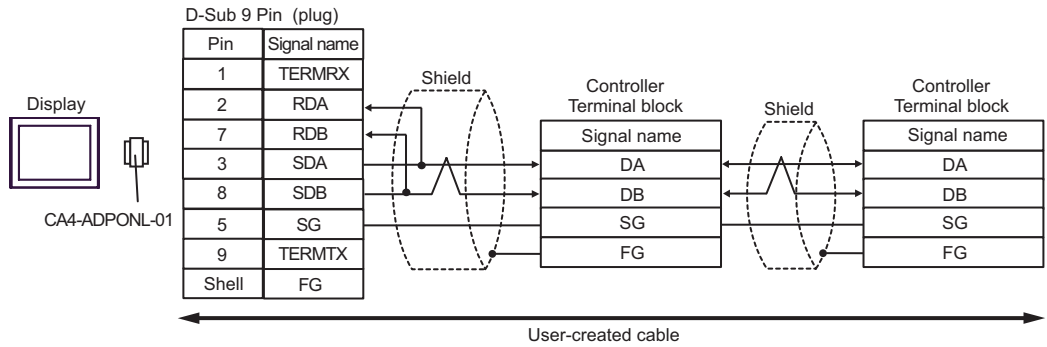 D-Sub 9 Pin (plug)
Pin Signal name
1 TERMRX
2 RDA
7 RDB
3 SDA
8 SDB
5 SG
9 TERMTX
Shell FG
Display
CA4-ADPONL-01
Shield
Controller
Terminal block
Signal name
DA
DB
SG
FG
Shield
Controller
Terminal block
Signal name
DA
DB
SG
FG
User-created cable